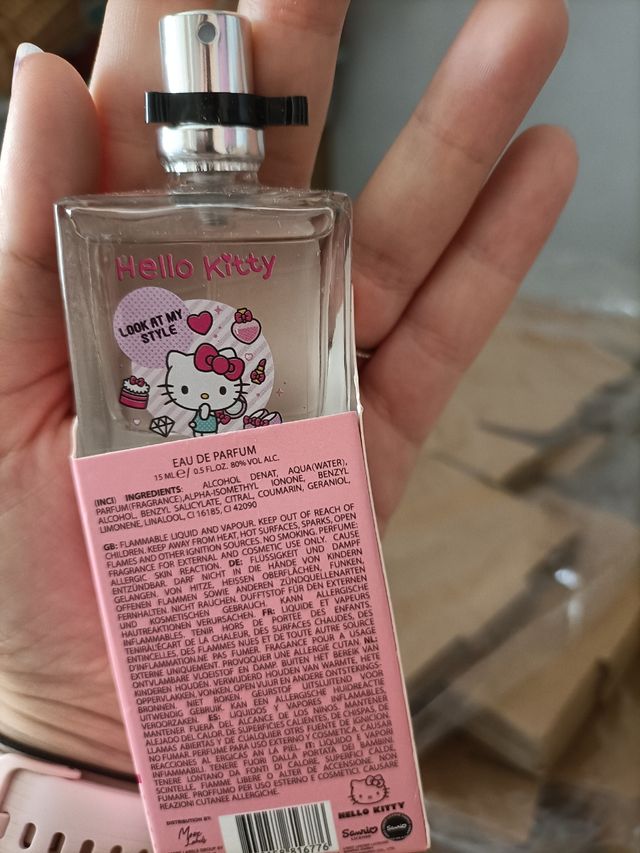 Hello Kitty
LOOK AT MY
STYLE
EAU DE PARFUM
15 ML ℮/ 0.5 FL.OZ. 80% VOL ALC.
(INCI) INGREDIENTS: ALCOHOL DENAT, AQUA(WATER),
PARFUM(FRAGRANCE),ALPHA-ISOMETHYL IONONE, BENZYL
ALCOHOL, BENZYL SALICYLATE, CITRAL, COUMARIN, GERANIOL,
LIMONENE, LINALOOL, CI 16185, CI 42090
GB: FLAMMABLE LIQUID AND VAPOUR. KEEP OUT OF REACH OF
CHILDREN. KEEP AWAY FROM HEAT, HOT SURFACES, SPARKS, OPEN
FLAMES AND OTHER IGNITION SOURCES. NO SMOKING. PERFUME:
FRAGRANCE FOR EXTERNAL AND COSMETIC USE ONLY. CAUSE
ALLERGIC SKIN REACTION. DE: FLÜSSIGKEIT UND DAMPF
ENTZÜNDBAR. DARF NICHT IN DIE HÄNDE VON KINDERN
GELANGEN. VON HITZE, HEISSEN OBERFLÄCHEN, FUNKEN,
OFFENEN FLAMMEN SOWIE ANDEREN ZÜNDQUELLENARTEN
FERNHALTEN. NICHT RAUCHEN. DUFTSTOFF FÜR DEN EXTERNEN
UND KOSMETISCHEN GEBRAUCH. KANN ALLERGISCHE
HAUTREAKTIONEN VERURSACHEN. FR: LIQUIDE ET VAPEURS
INFLAMMABLES, TENIR HORS DE PORTÉE DES ENFANTS.
TENIRALÉCART DE LA CHALEUR, DES SURFACES CHAUDES, DES
ENTINCELLES, DES FLAMMES NUES ET DE TOUTE AUTRE SOURCE
D'INFLAMMATION.NE PAS FUMER. FRAGANCE POUR A USAGE
EXTERNE UNIQUEMENT. PROVOQUER UNE ALLERGIE CUTAN. NL:
ONTVLAMBARE VLOEISTOF EN DAMP. BUITEN HET BEREIK VAN
KINDEREN HOUDEN. VERWIJDERD HOUDEN VAN WARMTE, HETE
OPPERVLAKKEN, VONKEN, OPEN VUUR EN ANDERE ONTSTEKINGS-
BRONNEN. NIET ROKEN. GEURSTOF UITSLUITEND VOOR
UITWENDIG GEBRUIK. KAN EEN ALLERGISCHE HUIDREACTIE
VEROORZAKEN. ES: LÍQUIDOS Y VAPORES INFLAMABLES,
MANTENER FUERA DEL ALCANCE DE LOS NINOS. MANTENER
ALEJADO DEL CALOR, DE SUPERFICIES CALIENTES, DE CHISPAS, DE
LLAMAS ABIERTAS Y DE CUALQUIER OTRA FUENTE DE IGNICION.
NO FUMAR. PERFUME PARA USO EXTERNO Y COSMETICA. CAUSAR
REACCIONES AL ERGICAS EN LA PIEL. IT: LIQUIDO E VAPORI
INFIAMMABILI, TENERE FUORI DALLA PORTATA DEI BAMBINI.
TENERE LONTANO DA FONTI DI CALORE, SUPERFICI CALDE,
SCINTILLE, FIAMME LIBERE O ALTER DE ACCENSIONE. NON
FUMARE. PROFFUMO PER USO ESTERNO E COSMETICI. CAUSARE
REAZIONI CUTANEE ALLERGICHE.
DISTRIBUTION BY:
816776
HELLO KITTY
Sanrio
Sanrio